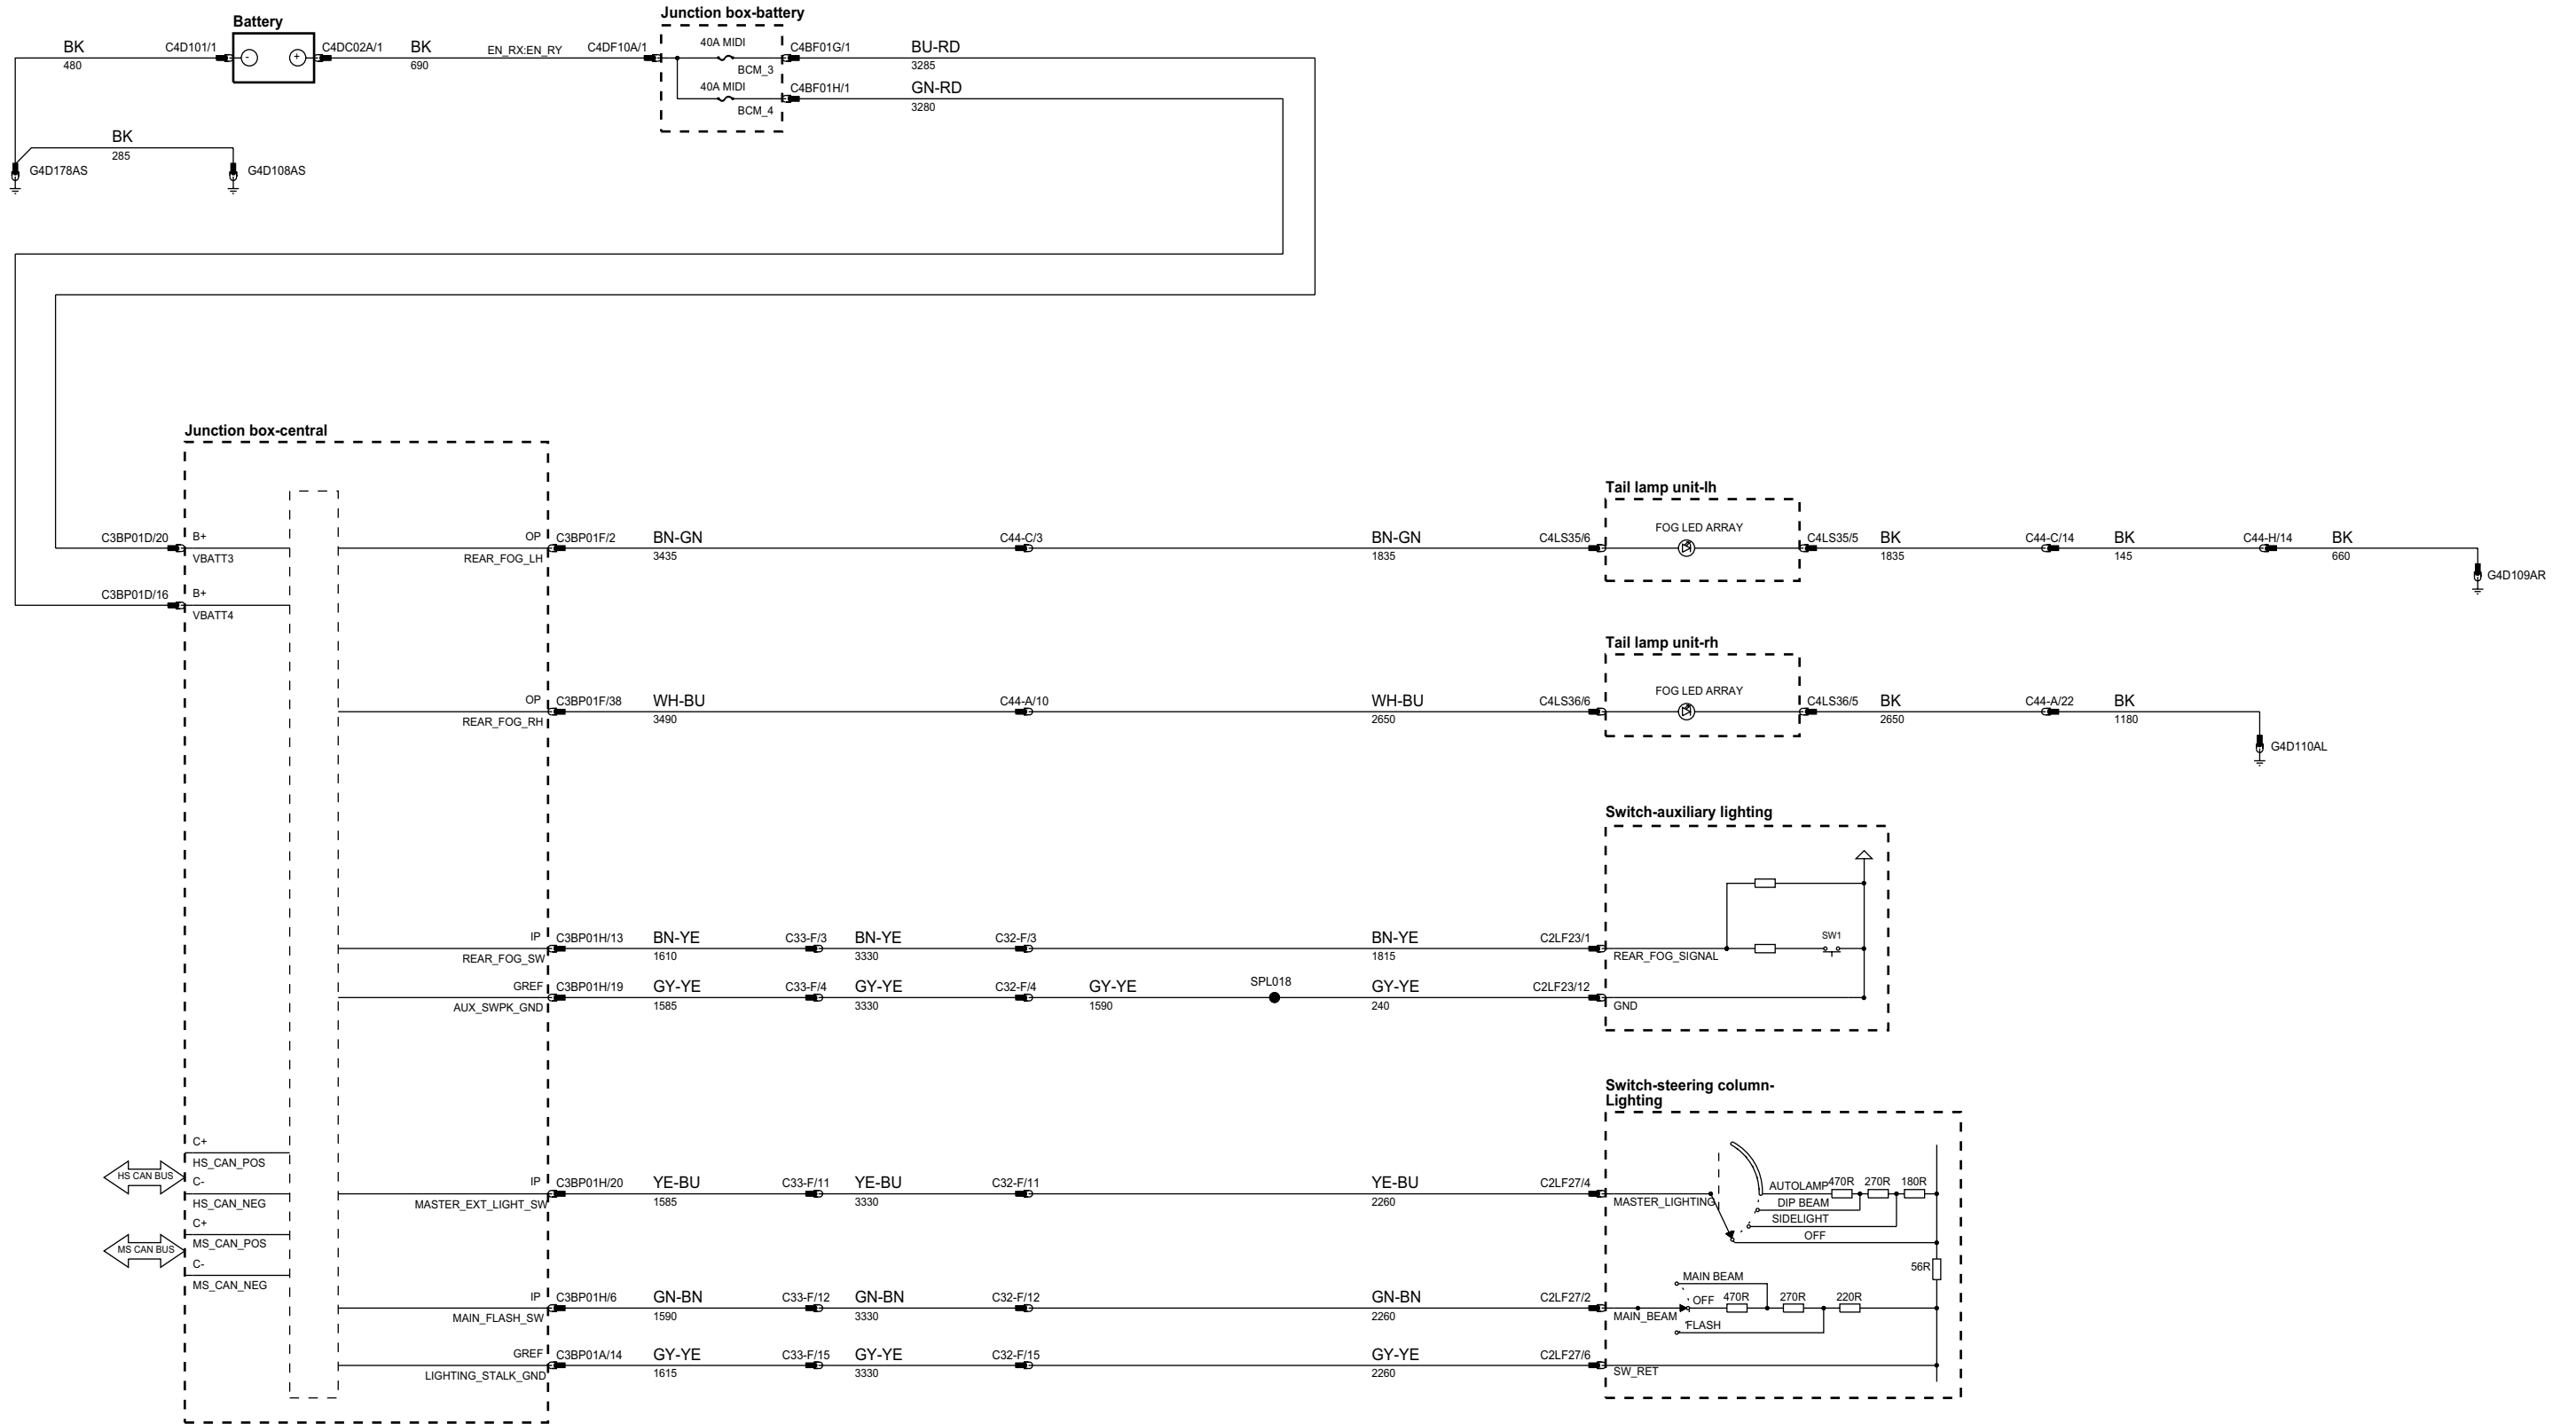 Battery
Junction box-battery
BK
480
C4D101/1
-
+
C4DC02A/1
BK
690
EN_RX:EN_RY
C4DF10A/1
40A MIDI
BCM_3
C4BF01G/1
BU-RD
3285
40A MIDI
BCM_4
C4BF01H/1
GN-RD
3280
BK
285
G4D178AS
G4D108AS
Junction box-central
C3BP01D/20
B+
VBATT3
C3BP01D/16
B+
VBATT4
OP
REAR_FOG_LH
C3BP01F/2
BN-GN
3435
C44-C/3
BN-GN
1835
C4LS35/6
Tail lamp unit-lh
FOG LED ARRAY
C4LS35/5
BK
1835
C44-C/14
BK
145
C44-H/14
BK
660
G4D109AR
OP
REAR_FOG_RH
C3BP01F/38
WH-BU
3490
C44-A/10
WH-BU
2650
C4LS36/6
Tail lamp unit-rh
FOG LED ARRAY
C4LS36/5
BK
2650
C44-A/22
BK
1180
G4D110AL
Switch-auxiliary lighting
IP
REAR_FOG_SW
C3BP01H/13
BN-YE
1610
C33-F/3
BN-YE
3330
C32-F/3
BN-YE
1815
C2LF23/1
REAR_FOG_SIGNAL
SW1
GREF
AUX_SWPK_GND
C3BP01H/19
GY-YE
1585
C33-F/4
GY-YE
3330
C32-F/4
GY-YE
1590
SPL018
GY-YE
240
C2LF23/12
GND
Switch-steering column-
Lighting
HS CAN BUS
C+
HS_CAN_POS
C-
HS_CAN_NEG
MS CAN BUS
C+
MS_CAN_POS
C-
MS_CAN_NEG
IP
MASTER_EXT_LIGHT_SW
C3BP01H/20
YE-BU
1585
C33-F/11
YE-BU
3330
C32-F/11
YE-BU
2260
C2LF27/4
MASTER_LIGHTING
AUTOLAMP
470R
270R
180R
DIP BEAM
SIDELIGHT
OFF
56R
IP
MAIN_FLASH_SW
C3BP01H/6
GN-BN
1590
C33-F/12
GN-BN
3330
C32-F/12
GN-BN
2260
C2LF27/2
MAIN_BEAM
MAIN BEAM
OFF
470R
270R
220R
FLASH
GREF
LIGHTING_STALK_GND
C3BP01A/14
GY-YE
1615
C33-F/15
GY-YE
3330
C32-F/15
GY-YE
2260
C2LF27/6
SW_RET